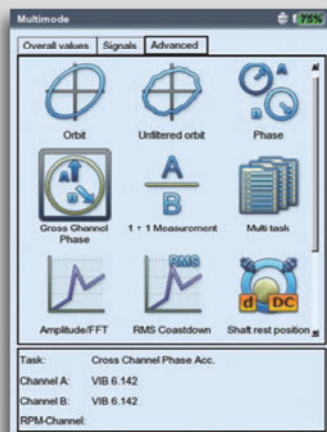 Multimode 75%
Overall values Signals Advanced
A
B
Orbit Unfiltered orbit Phase
A
B
A
B
Cross Channel Phase 1 + 1 Measurement Multi task
RMS
d DC
Amplitude/FFT RMS Coastdown Shaft rest position
Task: Cross Channel Phase Acc.
Channel A: VIB 6.142
Channel B: VIB 6.142
RPM-Channel: